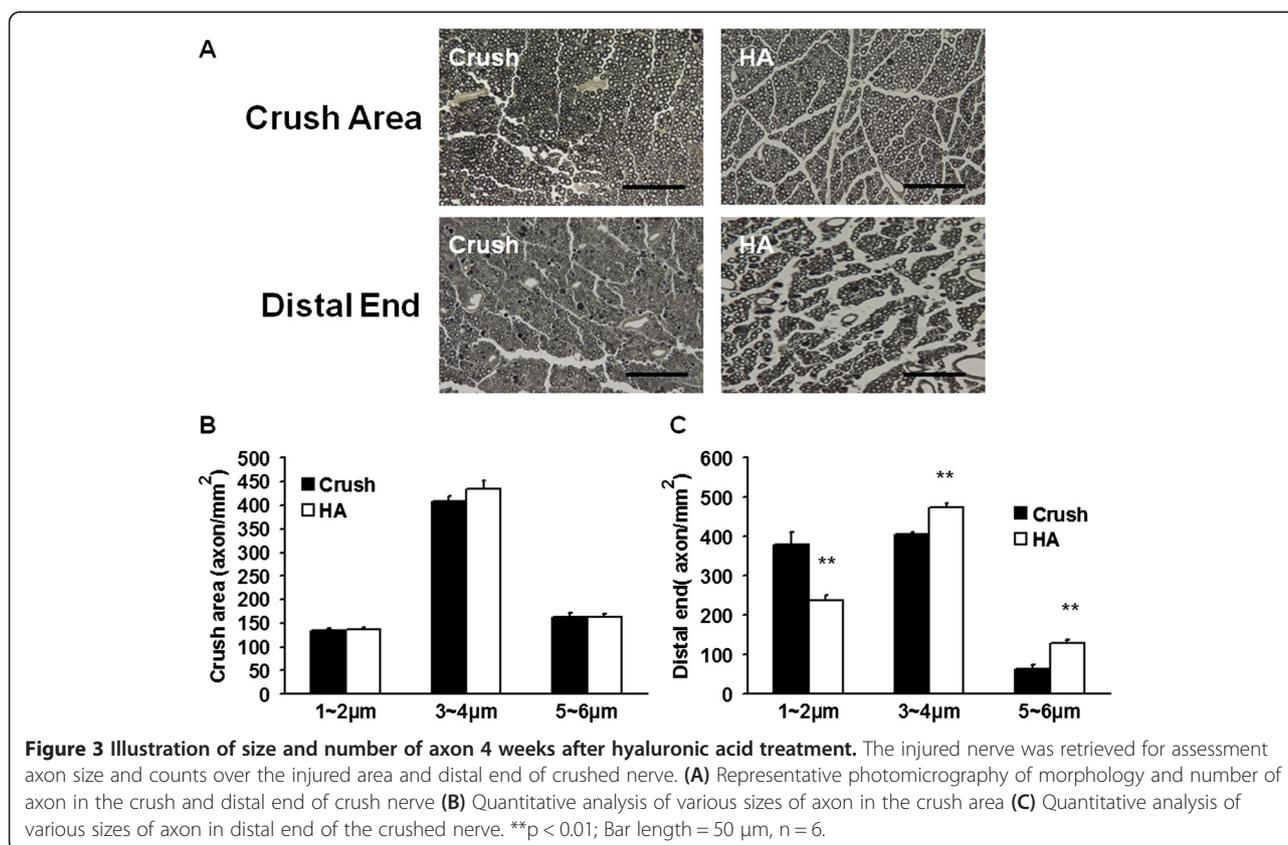 A
Crush Area
Crush
HA
Distal End
Crush
HA
B
Crush area (axon/mm²)
500
450
400
350
300
250
200
150
100
50
0
Crush
HA
1~2µm
3~4µm
5~6µm
C
Distal end( axon/mm²)
600
500
400
300
200
100
0
**
**
**
Crush
HA
1~2µm
3~4µm
5~6µm
Figure 3 Illustration of size and number of axon 4 weeks after hyaluronic acid treatment. The injured nerve was retrieved for assessment
axon size and counts over the injured area and distal end of crushed nerve. (A) Representative photomicrography of morphology and number of
axon in the crush and distal end of crush nerve (B) Quantitative analysis of various sizes of axon in the crush area (C) Quantitative analysis of
various sizes of axon in distal end of the crushed nerve. **p < 0.01; Bar length = 50 µm, n = 6.